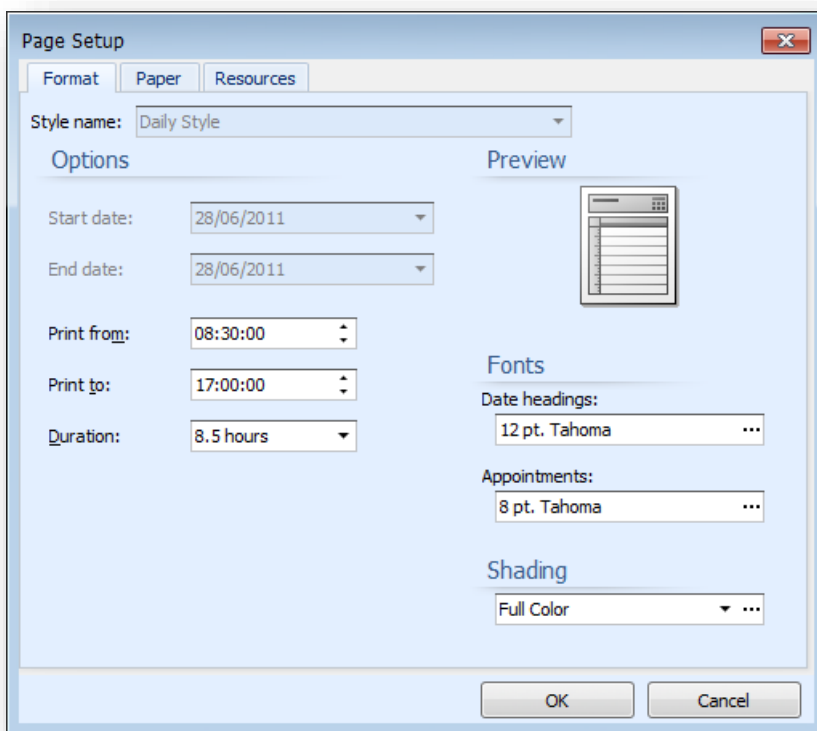 Page Setup
Format Paper Resources
Style name: Daily Style
Options
Start date: 28/06/2011
End date: 28/06/2011
Print from: 08:30:00
Print to: 17:00:00
Duration: 8.5 hours
Preview
Fonts
Date headings:
12 pt. Tahoma ...
Appointments:
8 pt. Tahoma ...
Shading
Full Color ...
OK Cancel